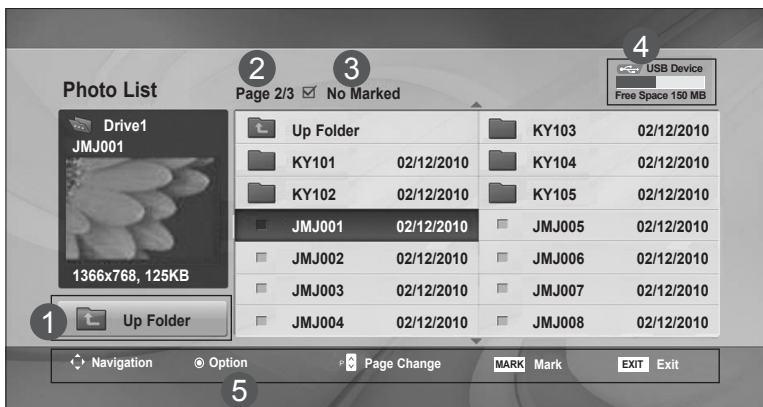 4
USB Device
2
3
Photo List
Page 2/3
No Marked
Free Space 150 MB
Drive1
JMJ001
1366x768, 125KB
1
Up Folder
Up Folder
KY101 02/12/2010
KY102 02/12/2010
JMJ001 02/12/2010
JMJ002 02/12/2010
JMJ003 02/12/2010
JMJ004 02/12/2010
KY103 02/12/2010
KY104 02/12/2010
KY105 02/12/2010
JMJ005 02/12/2010
JMJ006 02/12/2010
JMJ007 02/12/2010
JMJ008 02/12/2010
Navigation
Option
P Page Change
MARK Mark
EXIT Exit
5